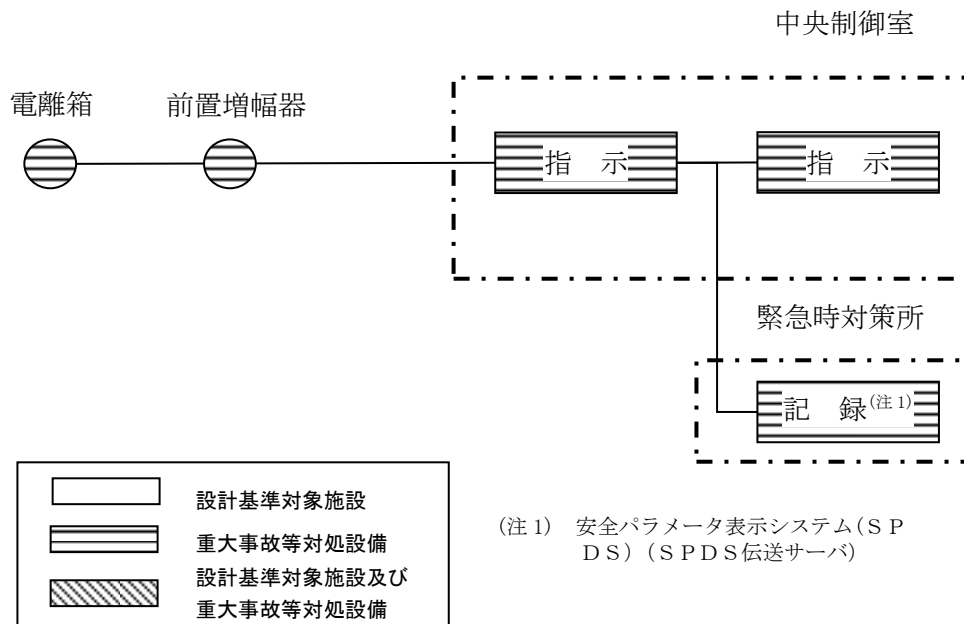 中央制御室
電離箱
前置増幅器
指 示
指 示
緊急時対策所
記 録(注1)
設計基準対象施設
重大事故等対処設備
設計基準対象施設及び
重大事故等対処設備
(注1) 安全パラメータ表示システム(SP
DS)(SPDS伝送サーバ)